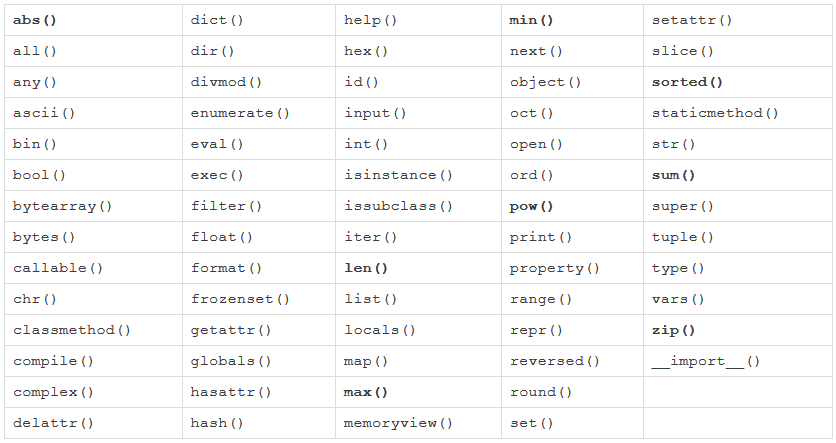 abs() dict() help() min() setattr()
all() dir() hex() next() slice()
any() divmod() id() object() sorted()
ascii() enumerate() input() oct() staticmethod()
bin() eval() int() open() str()
bool() exec() isinstance() ord() sum()
bytearray() filter() issubclass() pow() super()
bytes() float() iter() print() tuple()
callable() format() len() property() type()
chr() frozenset() list() range() vars()
classmethod() getattr() locals() repr() zip()
compile() globals() map() reversed() __import__()
complex() hasattr() max() round()
delattr() hash() memoryview() set()